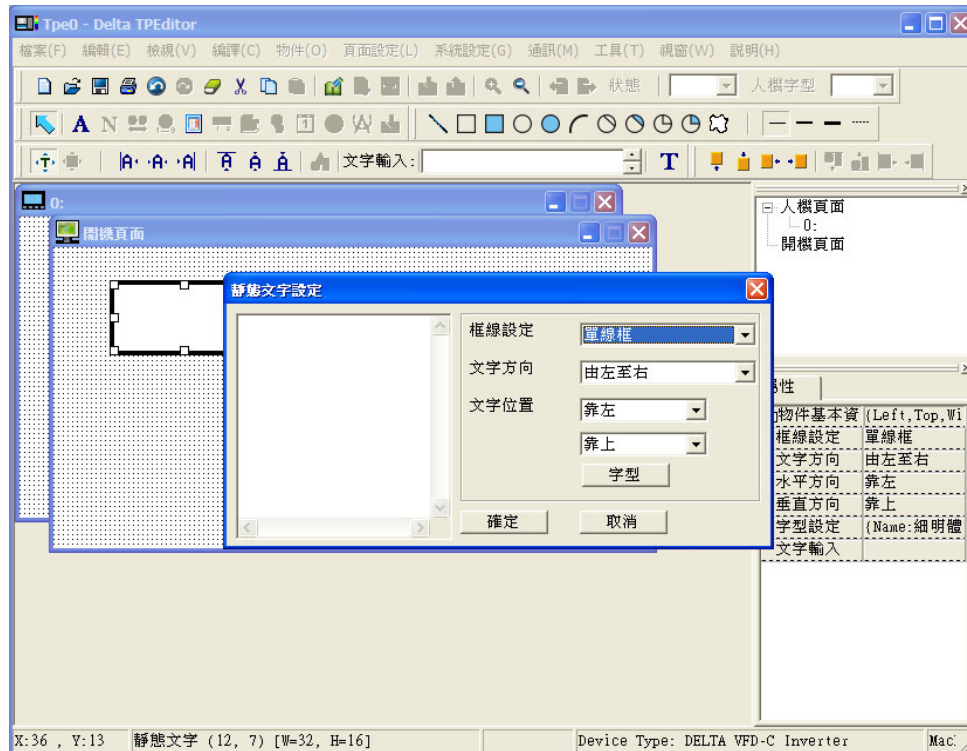 Tpe0 - Delta TPEditor
檔案(F) 編輯(E) 檢視(V) 編譯(C) 物件(O) 頁面設定(L) 系統設定(G) 通訊(M) 工具(T) 視窗(W) 說明(H)
狀態 人機字型
A N
A A A A A A A 文字輸入: T
0:
開機頁面
人機頁面
0:
開機頁面
靜態文字設定
框線設定 單線框
文字方向 由左至右
文字位置 靠左
靠上
字型
確定 取消
物件基本資 {Left,Top,Wi
框線設定 單線框
文字方向 由左至右
水平方向 靠左
垂直方向 靠上
字型設定 {Name:細明體
文字輸入
X:36 , Y:13 靜態文字 (12, 7) [W=32, H=16] Device Type: DELTA VFD-C Inverter Mac